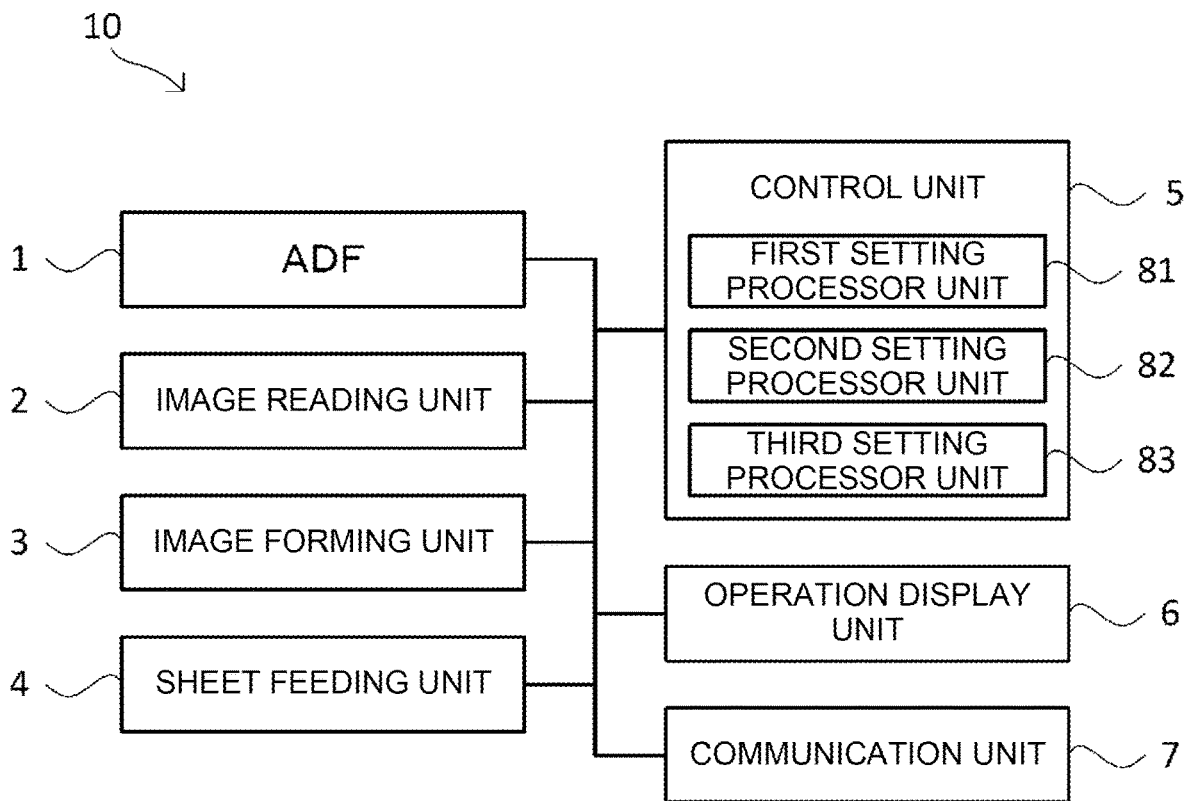 10
1
ADF
2
IMAGE READING UNIT
3
IMAGE FORMING UNIT
4
SHEET FEEDING UNIT
CONTROL UNIT
5
FIRST SETTING
PROCESSOR UNIT
81
SECOND SETTING
PROCESSOR UNIT
82
THIRD SETTING
PROCESSOR UNIT
83
OPERATION DISPLAY
UNIT
6
COMMUNICATION UNIT
7